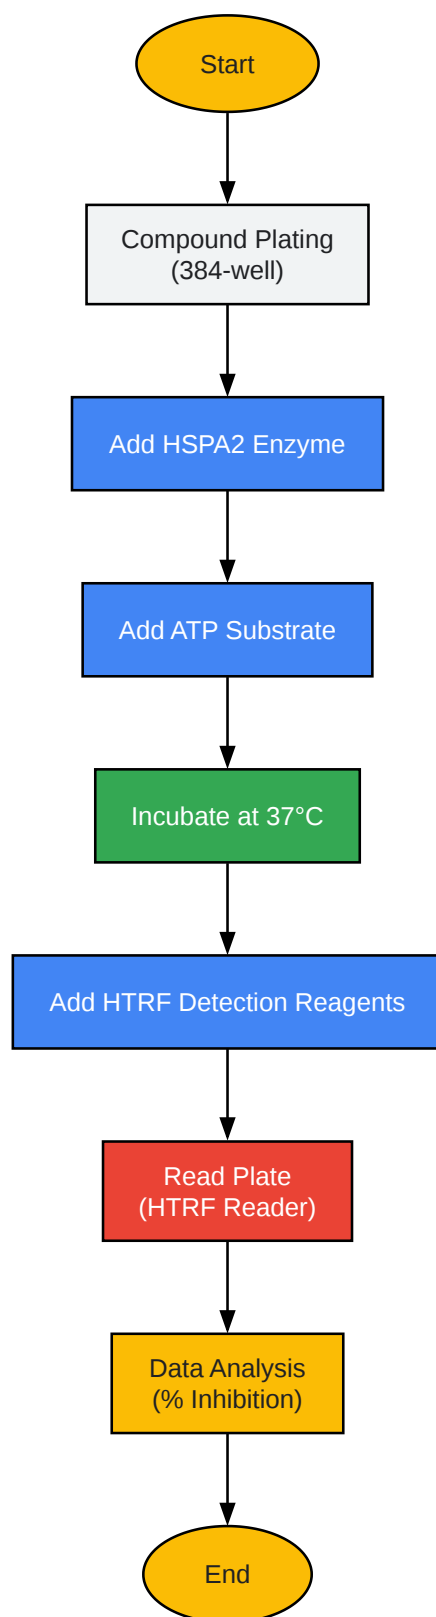 Start
Compound Plating
(384-well)
Add HSPA2 Enzyme
Add ATP Substrate
Incubate at 37°C
Add HTRF Detection Reagents
Read Plate
(HTRF Reader)
Data Analysis
(% Inhibition)
End